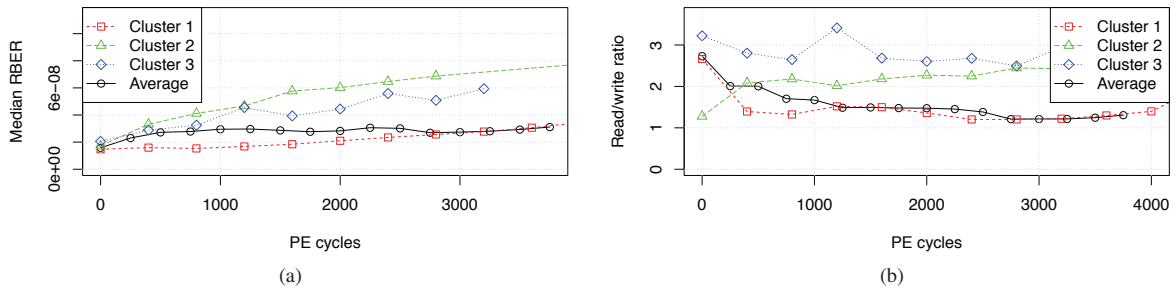 Median RBER
0e+00
6e−08
Cluster 1
Cluster 2
Cluster 3
Average
0
1000
2000
3000
PE cycles
(a)
Read/write ratio
0
1
2
3
Cluster 1
Cluster 2
Cluster 3
Average
0
1000
2000
3000
4000
PE cycles
(b)